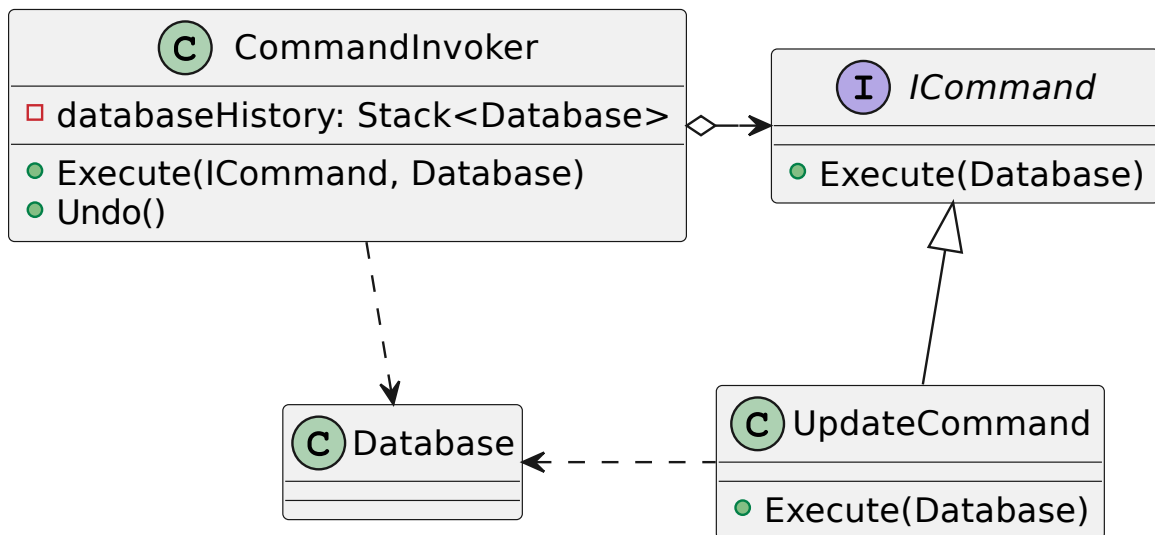 C CommandInvoker
databaseHistory: Stack<Database>
Execute(ICommand, Database)
Undo()
I ICommand
Execute(Database)
C Database
C UpdateCommand
Execute(Database)